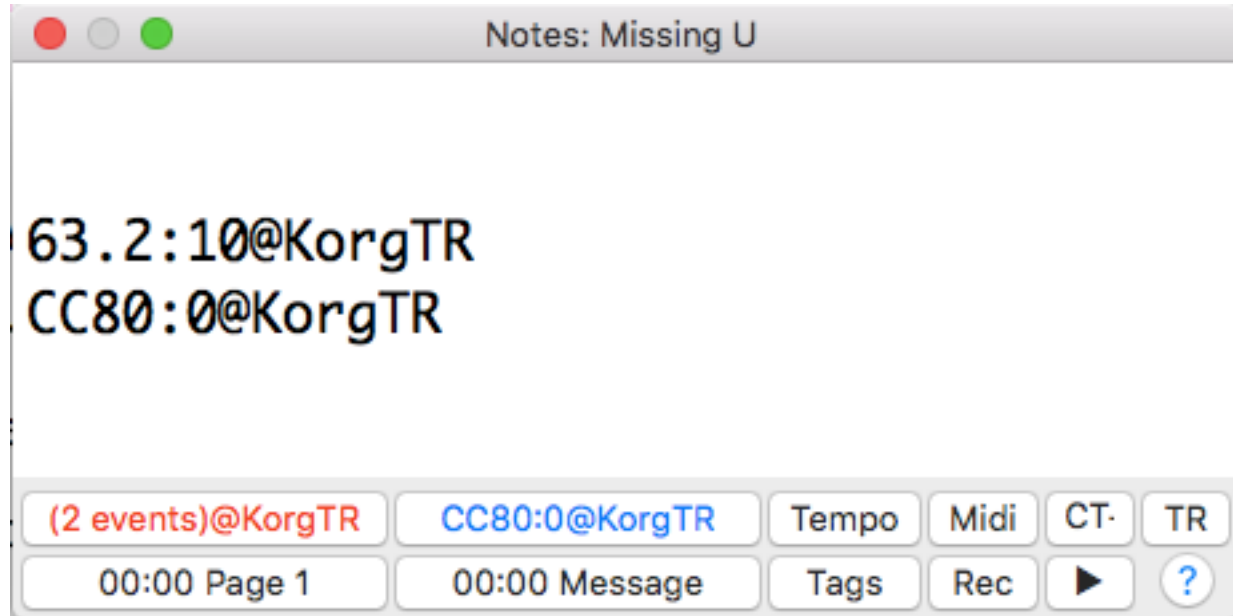 Notes: Missing U
63.2:10@KorgTR
CC80:0@KorgTR
(2 events)@KorgTR CC80:0@KorgTR Tempo Midi CT· TR
00:00 Page 1 00:00 Message Tags Rec ▶ ?